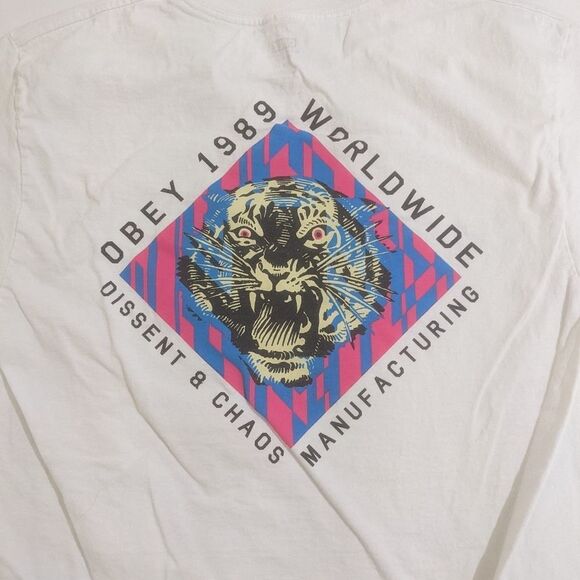 OBEY 1989
WORLDWIDE
DISSENT & CHAOS
MANUFACTURING